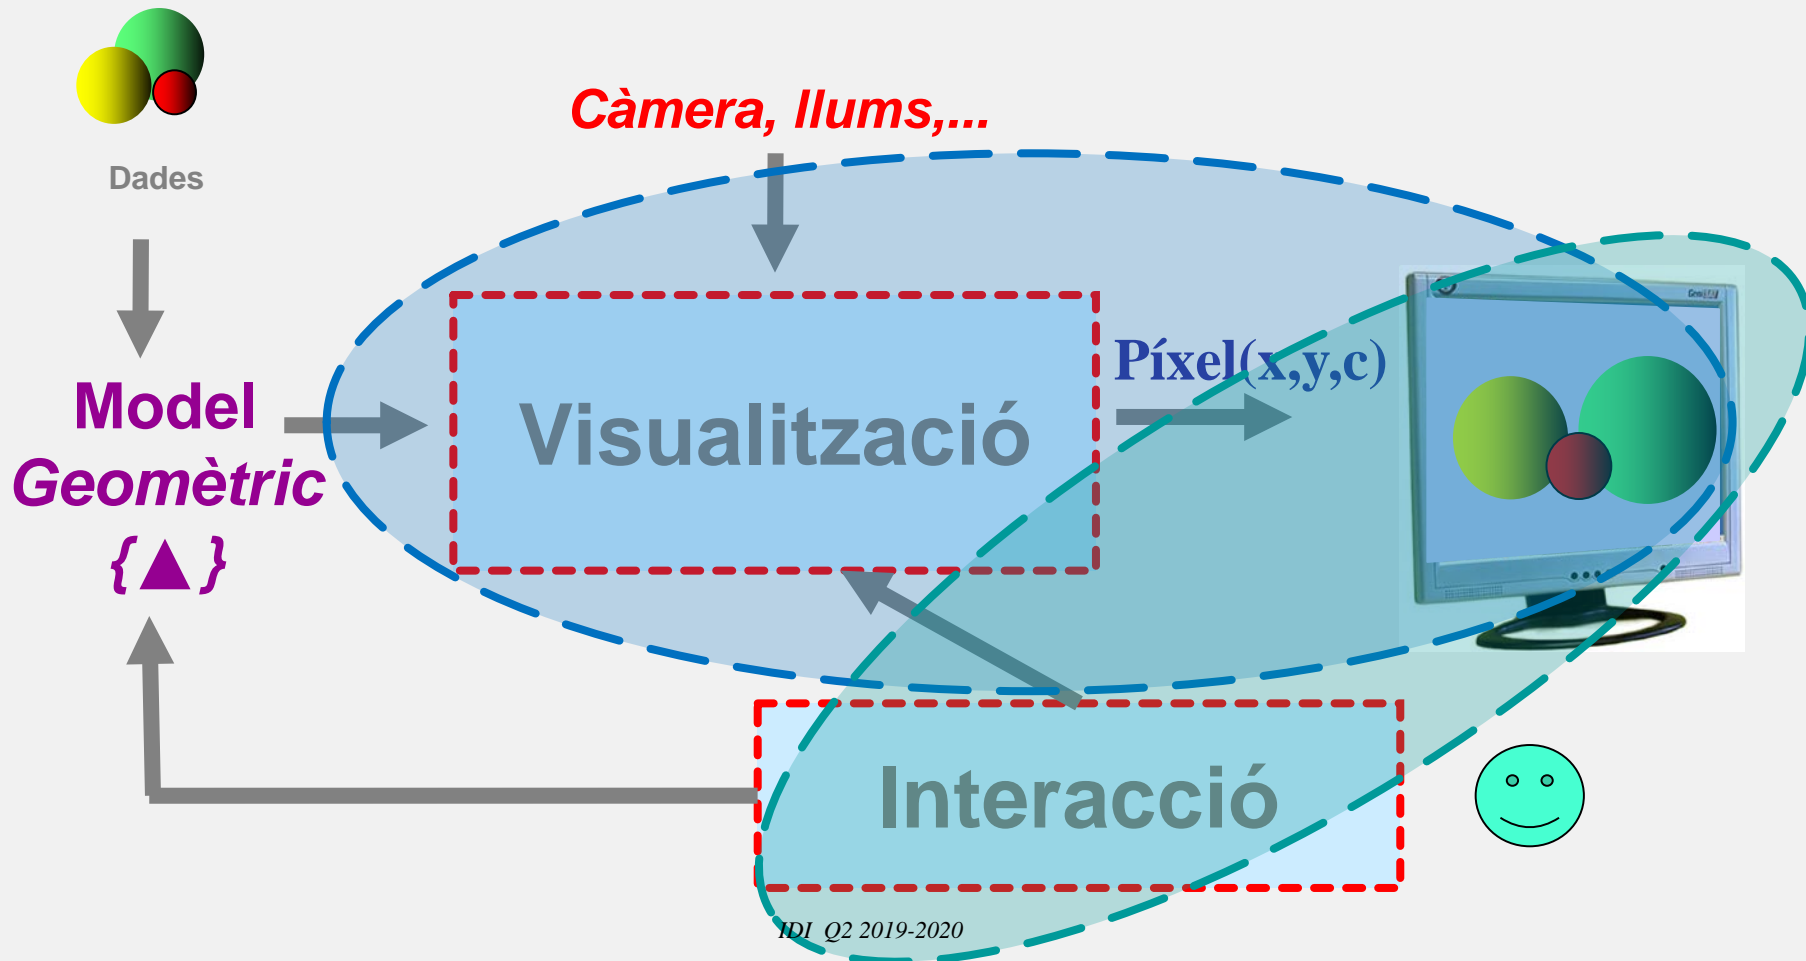 Càmera, llums,...
Dades
Píxel(x,y,c)
Model
Geomètric
{▲}
Visualització
Interacció
IDI Q2 2019-2020